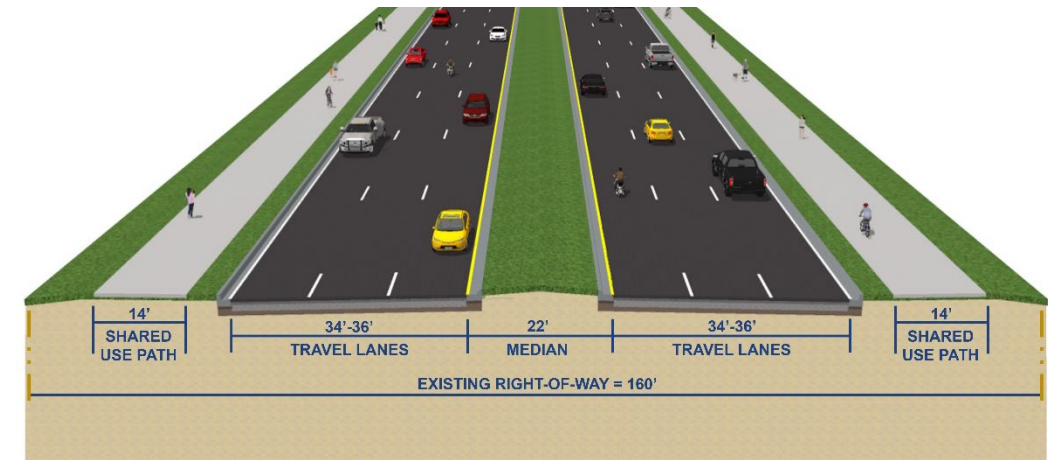 14'
SHARED
USE PATH
34'-36'
TRAVEL LANES
22'
MEDIAN
34'-36'
TRAVEL LANES
14'
SHARED
USE PATH
EXISTING RIGHT-OF-WAY = 160'